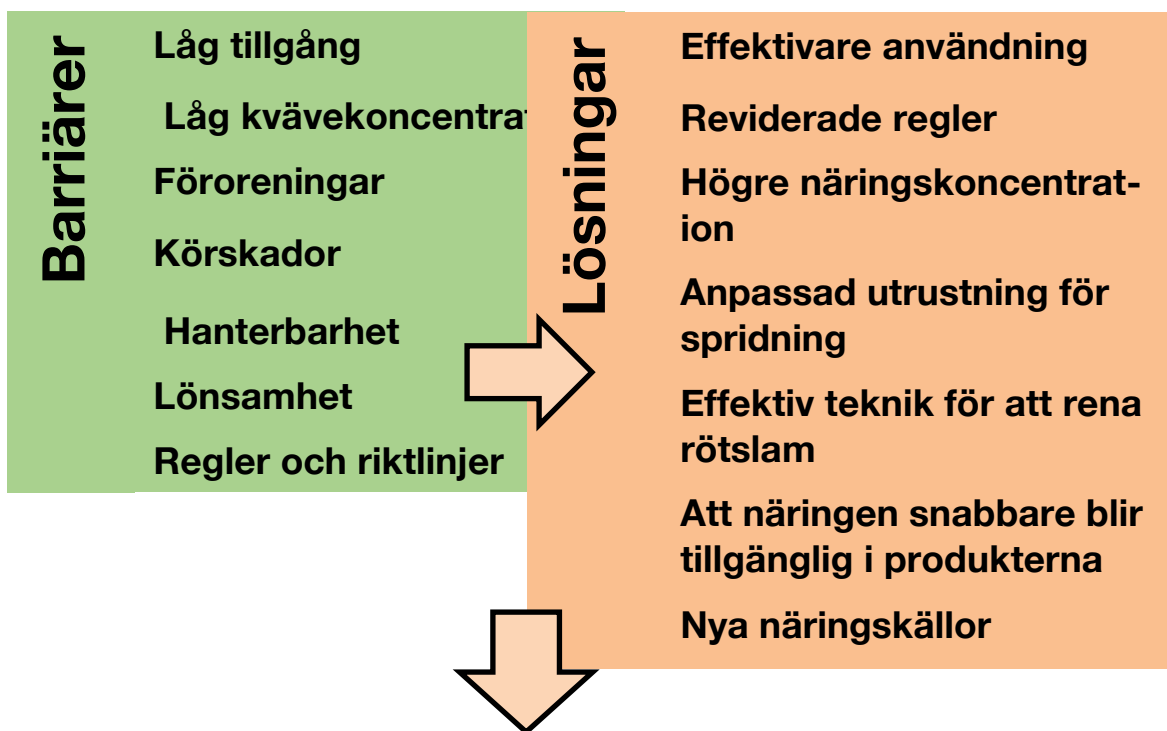 Barriärer
Låg tillgång
Låg kvävekoncentrat
Föroreningar
Körskador
Hanterbarhet
Lönsamhet
Regler och riktlinjer
Lösningar
Effektivare användning
Reviderade regler
Högre näringskoncentrat-
ion
Anpassad utrustning för
spridning
Effektiv teknik för att rena
rötslam
Att näringen snabbare blir
tillgänglig i produkterna
Nya näringskällor